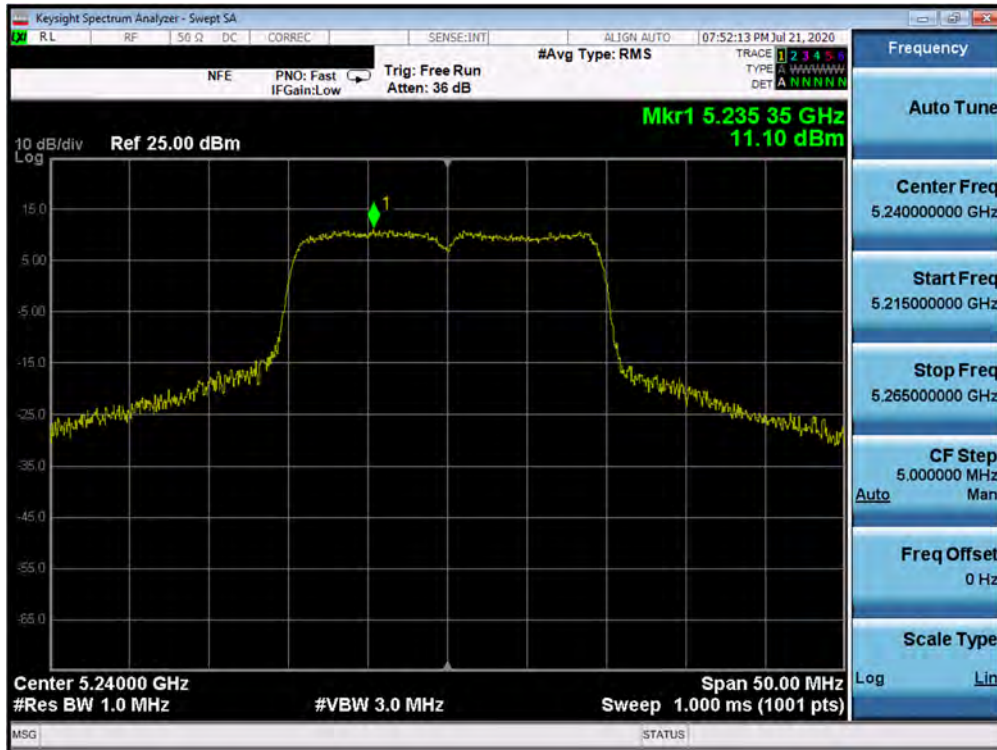 Keysight Spectrum Analyzer - Swept SA
LXI RL RF 50 Ω DC CORREC SENSE:INT ALIGN AUTO 07:52:13 PM Jul 21, 2020
NFE PNO: Fast Trig: Free Run #Avg Type: RMS TRACE 1 2 3 4 5 6
IFGain:Low Atten: 36 dB TYPE A WWWWW
DET A N N N N N
Frequency
Mkr1 5.235 35 GHz
11.10 dBm
10 dB/div Ref 25.00 dBm
Log
1
15.0
5.00
-5.00
-15.0
-25.0
-35.0
-45.0
-55.0
-65.0
Center 5.24000 GHz Span 50.00 MHz
#Res BW 1.0 MHz #VBW 3.0 MHz Sweep 1.000 ms (1001 pts)
Auto Tune
Center Freq
5.240000000 GHz
Start Freq
5.215000000 GHz
Stop Freq
5.265000000 GHz
CF Step
5.000000 MHz
Auto Man
Freq Offset
0 Hz
Scale Type
Log Lin
MSG STATUS